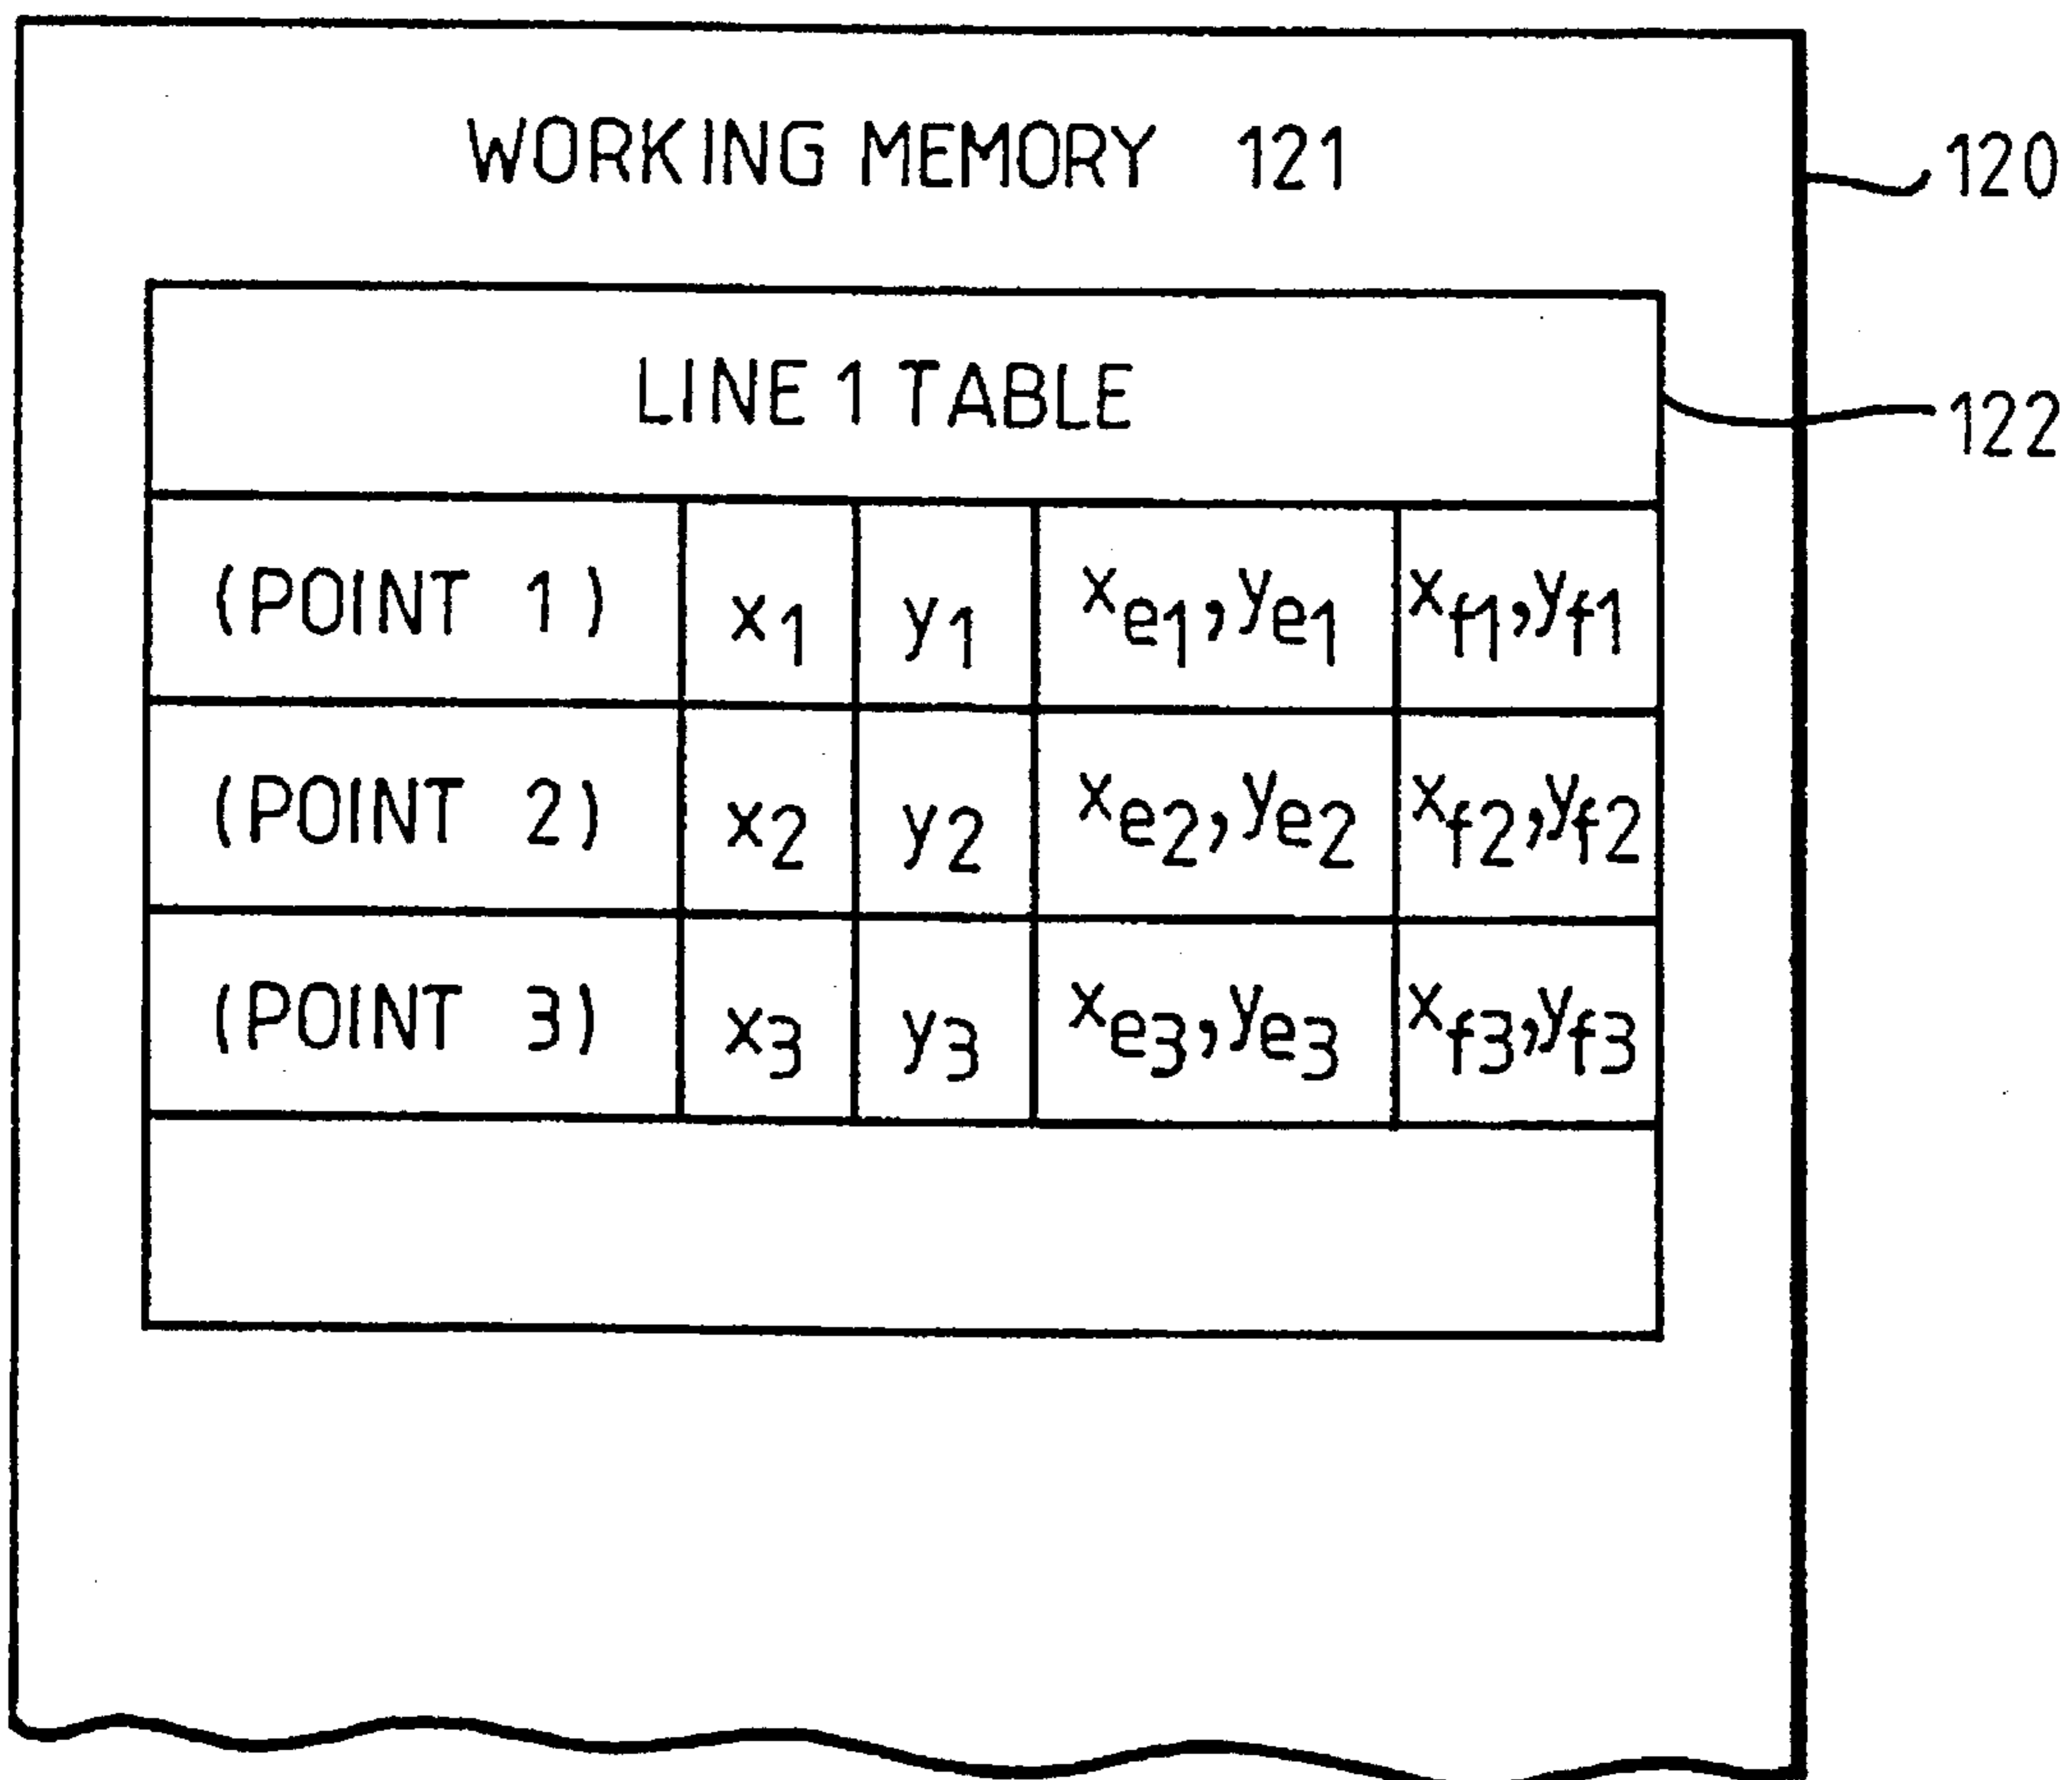 WORKING MEMORY 121
120
LINE 1 TABLE
122
(POINT 1) x1 y1 xe1,ye1 xf1,yf1
(POINT 2) x2 y2 xe2,ye2 xf2,yf2
(POINT 3) x3 y3 xe3,ye3 xf3,yf3